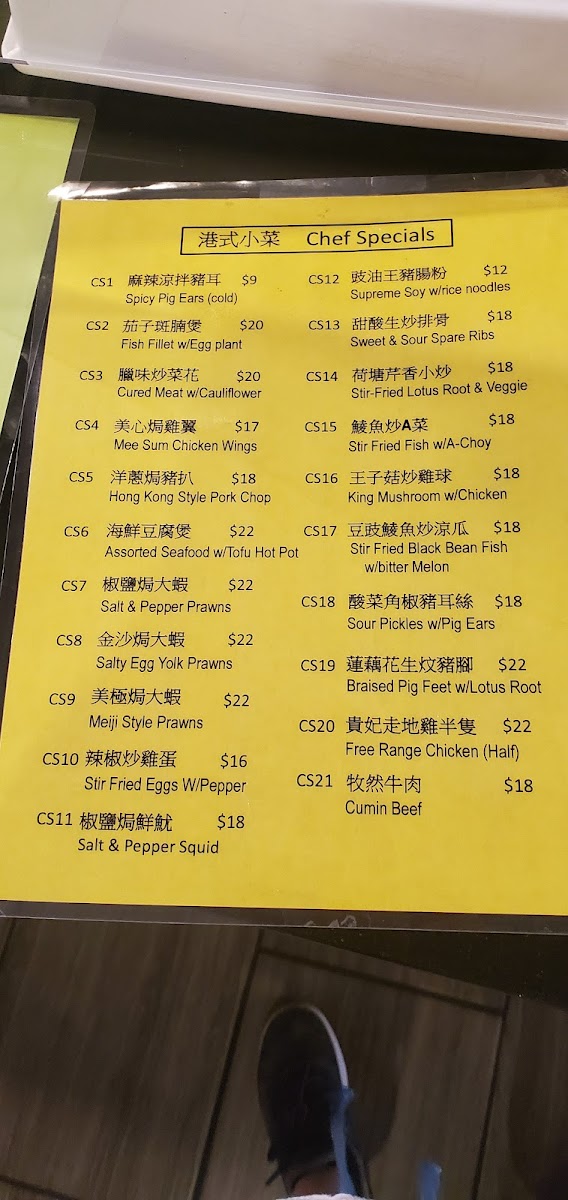 港式小菜 Chef Specials
CS1 麻辣涼拌豬耳 $9
Spicy Pig Ears (cold)
CS2 茄子斑腩煲 $20
Fish Fillet w/Egg plant
CS3 臘味炒菜花 $20
Cured Meat w/Cauliflower
CS4 美心焗雞翼 $17
Mee Sum Chicken Wings
CS5 洋蔥焗豬扒 $18
Hong Kong Style Pork Chop
CS6 海鮮豆腐煲 $22
Assorted Seafood w/Tofu Hot Pot
CS7 椒鹽焗大蝦 $22
Salt & Pepper Prawns
CS8 金沙焗大蝦 $22
Salty Egg Yolk Prawns
CS9 美極焗大蝦 $22
Meiji Style Prawns
CS10 辣椒炒雞蛋 $16
Stir Fried Eggs W/Pepper
CS11 椒鹽焗鮮魷 $18
Salt & Pepper Squid
CS12 豉油王豬腸粉 $12
Supreme Soy w/rice noodles
CS13 甜酸生炒排骨 $18
Sweet & Sour Spare Ribs
CS14 荷塘芹香小炒 $18
Stir-Fried Lotus Root & Veggie
CS15 鯪魚炒A菜 $18
Stir Fried Fish w/A-Choy
CS16 王子菇炒雞球 $18
King Mushroom w/Chicken
CS17 豆豉鯪魚炒涼瓜 $18
Stir Fried Black Bean Fish
w/bitter Melon
CS18 酸菜角椒豬耳絲 $18
Sour Pickles w/Pig Ears
CS19 蓮藕花生炆豬腳 $22
Braised Pig Feet w/Lotus Root
CS20 貴妃走地雞半隻 $22
Free Range Chicken (Half)
CS21 牧然牛肉 $18
Cumin Beef